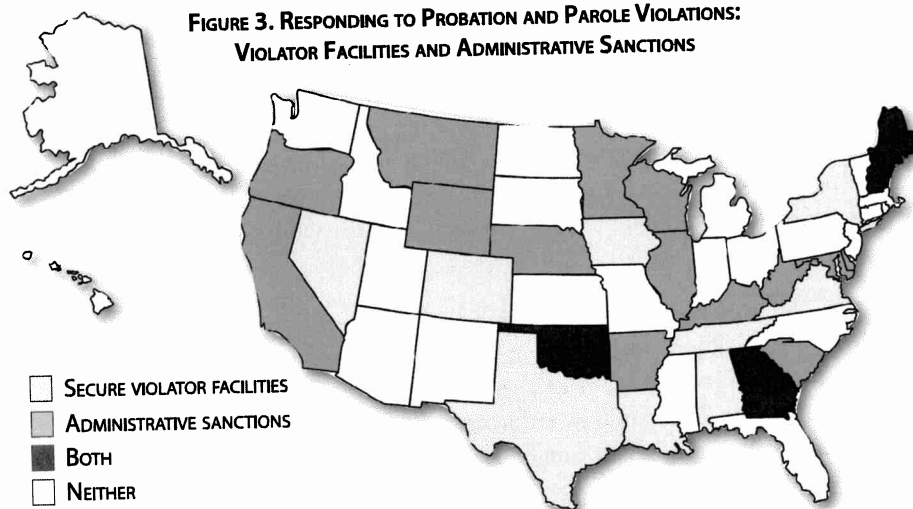 FIGURE 3. RESPONDING TO PROBATION AND PAROLE VIOLATIONS:
VIOLATOR FACILITIES AND ADMINISTRATIVE SANCTIONS
SECURE VIOLATOR FACILITIES
ADMINISTRATIVE SANCTIONS
BOTH
NEITHER